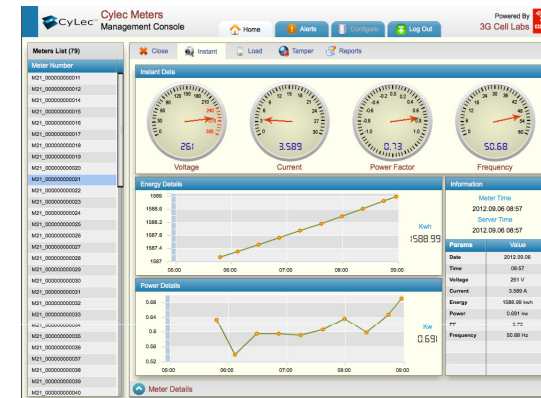 CyLec
Cylec Meters
Management Console
Home
Alerts
Configure
Log Out
Powered By
3G Cell Labs
Meters List (79)
Close
Instant
Load
Tamper
Reports
Meter Number
M21_000000000011
M21_000000000012
M21_000000000014
M21_000000000015
M21_000000000016
M21_000000000017
M21_000000000018
M21_000000000019
M21_000000000020
M21_000000000021
M21_000000000022
M21_000000000023
M21_000000000024
M21_000000000025
M21_000000000026
M21_000000000027
M21_000000000028
M21_000000000029
M21_000000000030
M21_000000000031
M21_000000000032
M21_000000000033
M21_000000000034
M21_000000000035
M21_000000000036
M21_000000000037
M21_000000000038
M21_000000000039
M21_000000000040
Instant Data
261
Voltage
3.589
Current
0.73
Power Factor
50.68
Frequency
Energy Details
1589
1588.6
1588.2
1587.8
1587.4
1587
05:00 06:00 07:00 08:00 09:00
Kwh
1588.99
Power Details
0.68
0.64
0.6
0.56
0.52
05:00 06:00 07:00 08:00 09:00
Kw
0.691
Information
Meter Time
2012.09.06 08:57
Server Time
2012.09.06 08:57
Params Value
Date 2012.09.06
Time 08:57
Voltage 261 V
Current 3.589 A
Energy 1588.99 kwh
Power 0.691 kw
Frequency 50.68 Hz
Meter Details